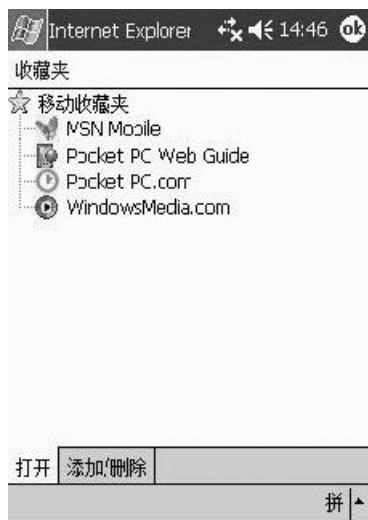 Internet Explorer 14:46 ok
收藏夹
移动收藏夹
MSN Mobile
Pocket PC Web Guide
Pocket PC.com
WindowsMedia.com
打开 添加/删除
拼